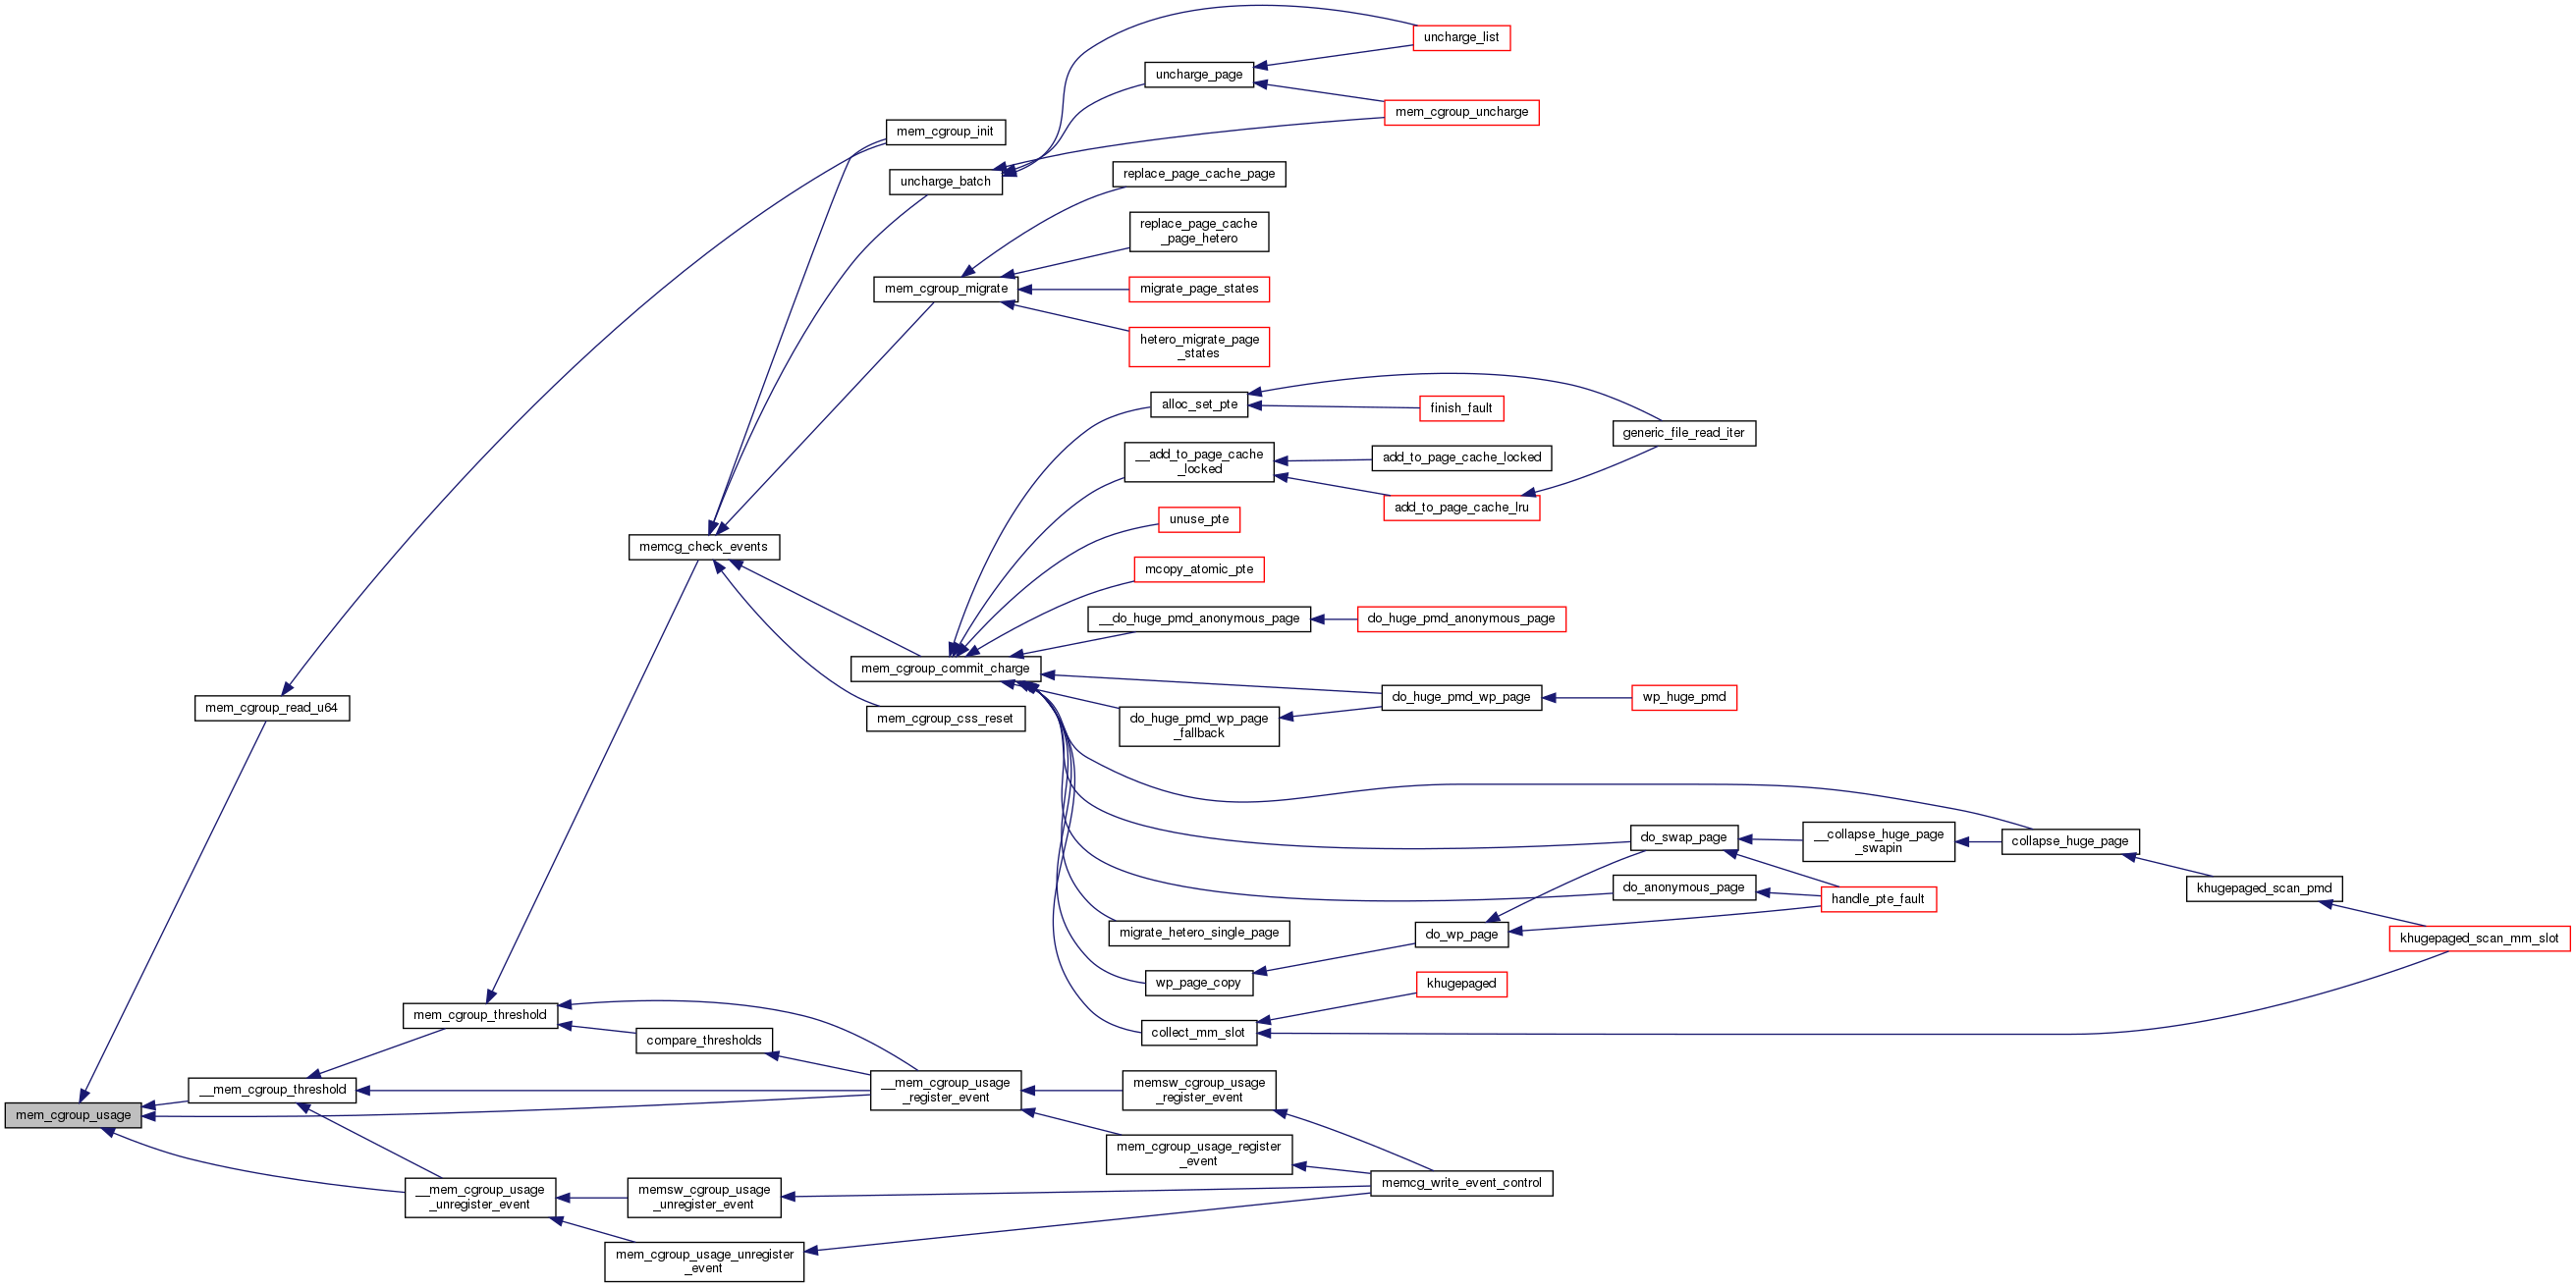 uncharge_list
uncharge_page
mem_cgroup_uncharge
mem_cgroup_init
uncharge_batch
replace_page_cache_page
replace_page_cache
_page_hetero
mem_cgroup_migrate
migrate_page_states
hetero_migrate_page
_states
alloc_set_pte
finish_fault
generic_file_read_iter
__add_to_page_cache
_locked
add_to_page_cache_locked
add_to_page_cache_lru
unuse_pte
memcg_check_events
mcopy_atomic_pte
__do_huge_pmd_anonymous_page
do_huge_pmd_anonymous_page
mem_cgroup_commit_charge
do_huge_pmd_wp_page
wp_huge_pmd
mem_cgroup_read_u64
mem_cgroup_css_reset
do_huge_pmd_wp_page
_fallback
do_swap_page
__collapse_huge_page
_swapin
collapse_huge_page
do_anonymous_page
handle_pte_fault
khugepaged_scan_pmd
migrate_hetero_single_page
do_wp_page
khugepaged_scan_mm_slot
wp_page_copy
khugepaged
mem_cgroup_threshold
collect_mm_slot
compare_thresholds
__mem_cgroup_threshold
__mem_cgroup_usage
_register_event
memsw_cgroup_usage
_register_event
mem_cgroup_usage
mem_cgroup_usage_register
_event
memcg_write_event_control
__mem_cgroup_usage
_unregister_event
memsw_cgroup_usage
_unregister_event
mem_cgroup_usage_unregister
_event